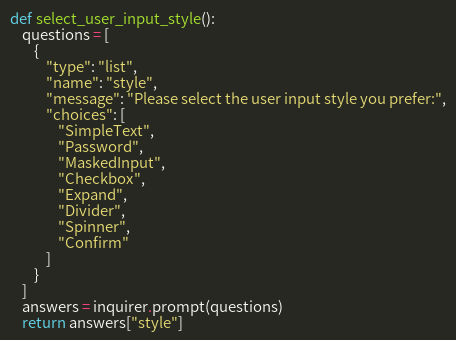 def select_user_input_style():
    questions = [
        {
            "type": "list",
            "name": "style",
            "message": "Please select the user input style you prefer:",
            "choices": [
                "SimpleText",
                "Password",
                "MaskedInput",
                "Checkbox",
                "Expand",
                "Divider",
                "Spinner",
                "Confirm"
            ]
        }
    ]
    answers = inquirer.prompt(questions)
    return answers["style"]